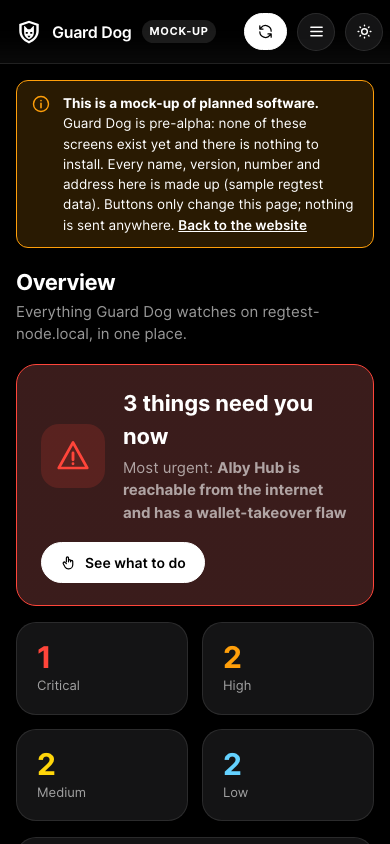 Guard Dog
MOCK-UP
This is a mock-up of planned software.
Guard Dog is pre-alpha: none of these
screens exist yet and there is nothing to
install. Every name, version, number and
address here is made up (sample regtest
data). Buttons only change this page; nothing
is sent anywhere. Back to the website
Overview
Everything Guard Dog watches on regtest-
node.local, in one place.
3 things need you
now
Most urgent: Alby Hub is
reachable from the internet
and has a wallet-takeover flaw
See what to do
1
Critical
2
High
2
Medium
2
Low